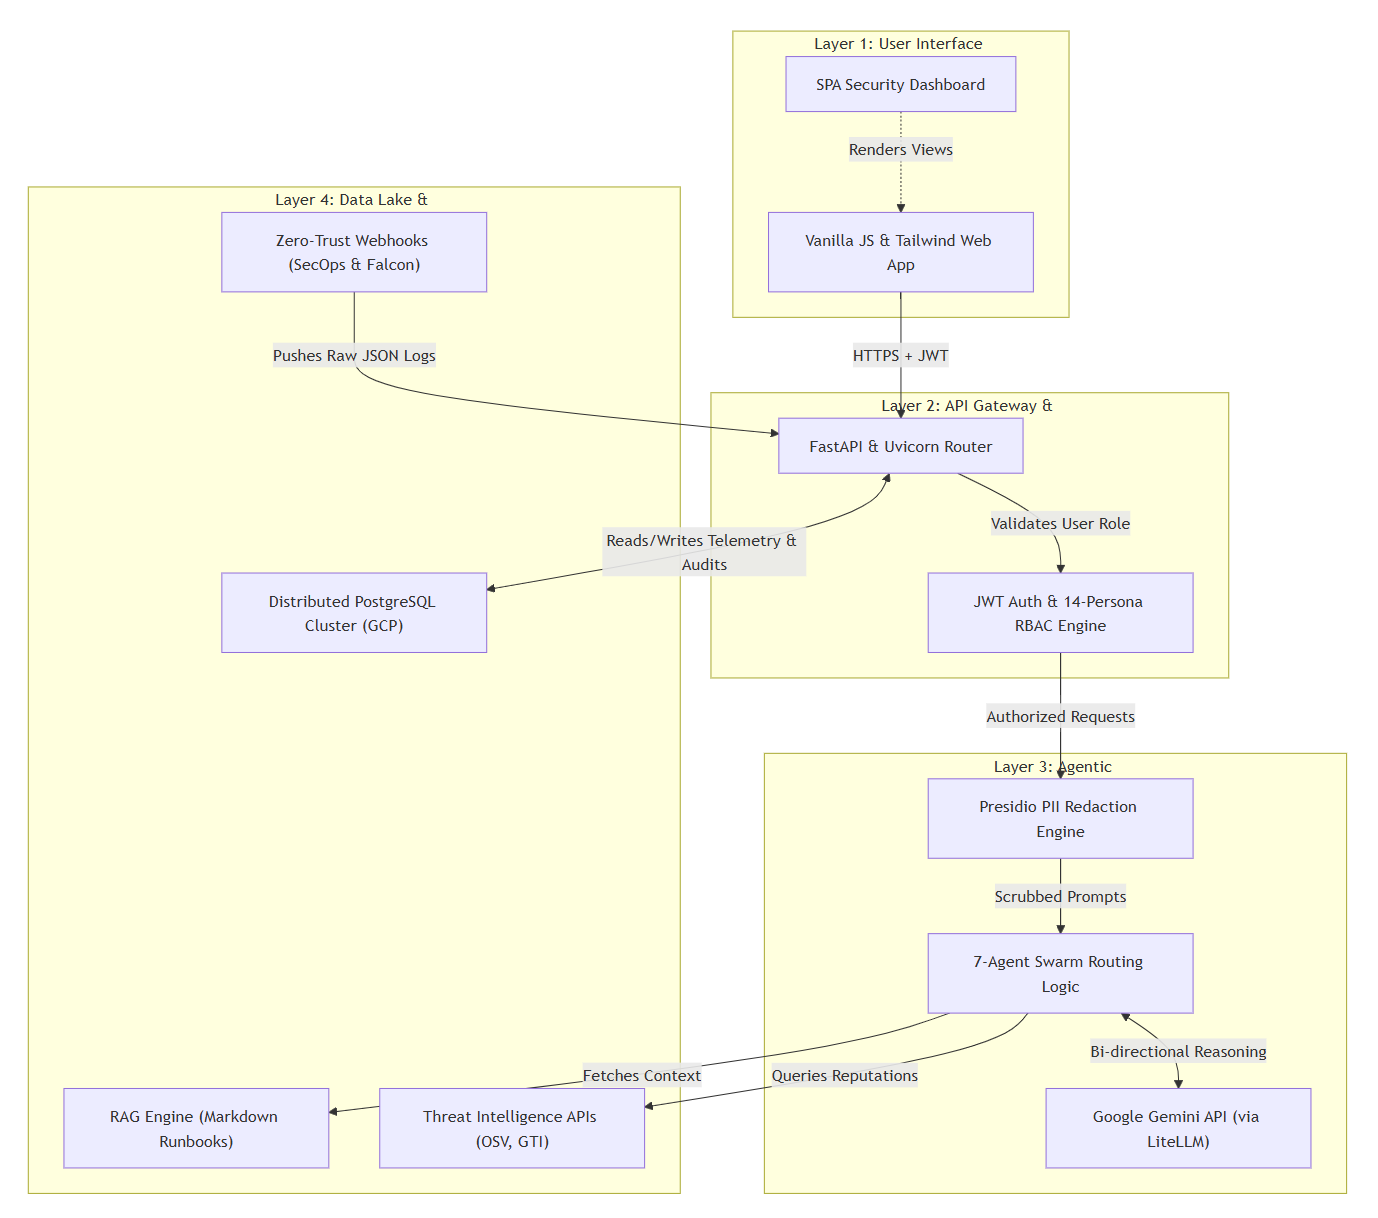 Layer 1: User Interface
SPA Security Dashboard
Renders Views
Layer 4: Data Lake &
Zero-Trust Webhooks
(SecOps & Falcon)
Vanilla JS & Tailwind Web
App
Pushes Raw JSON Logs
HTTPS + JWT
Layer 2: API Gateway &
FastAPI & Uvicorn Router
Validates User Role
Reads/Writes Telemetry &
Audits
Distributed PostgreSQL
Cluster (GCP)
JWT Auth & 14-Persona
RBAC Engine
Authorized Requests
Layer 3: Agentic
Presidio PII Redaction
Engine
Scrubbed Prompts
7-Agent Swarm Routing
Logic
Bi-directional Reasoning
Fetches Context
Queries Reputations
RAG Engine (Markdown
Runbooks)
Threat Intelligence APIs
(OSV, GTI)
Google Gemini API (via
LiteLLM)